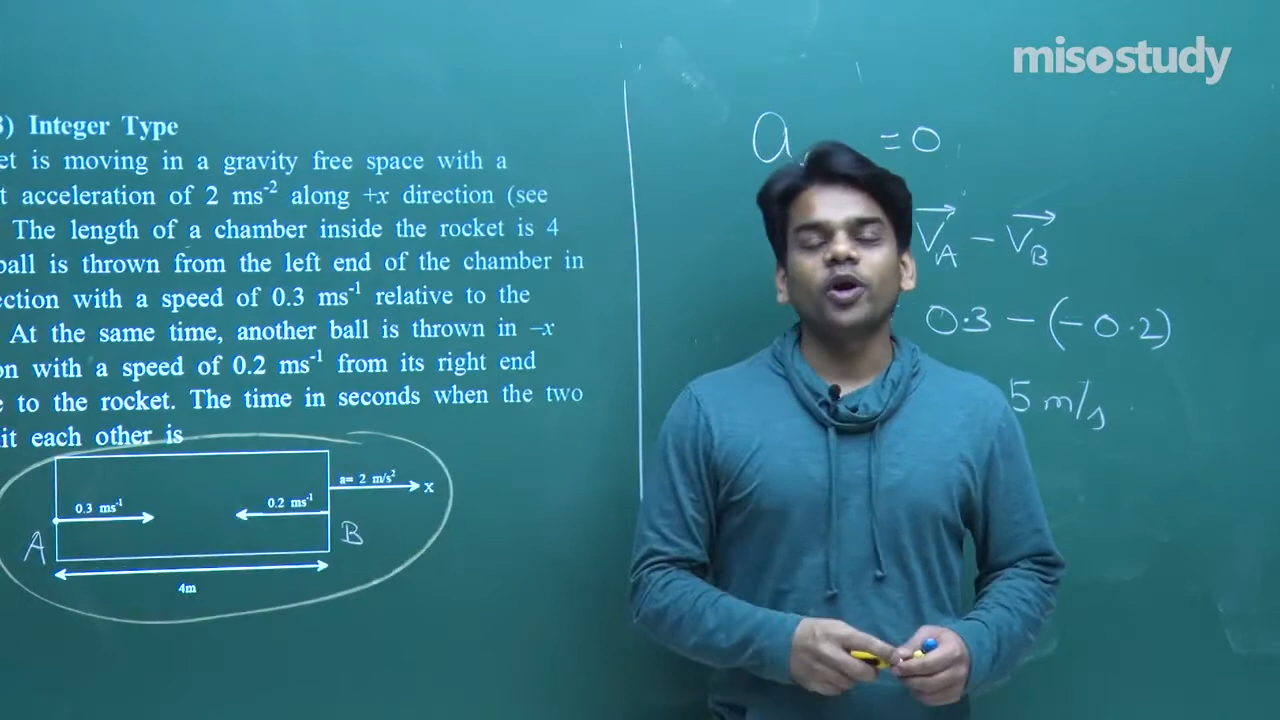 misostudy
3) Integer Type
et is moving in a gravity free space with a
t acceleration of 2 ms⁻² along +x direction (see
The length of a chamber inside the rocket is 4
ball is thrown from the left end of the chamber in
ection with a speed of 0.3 ms⁻¹ relative to the
At the same time, another ball is thrown in –x
on with a speed of 0.2 ms⁻¹ from its right end
e to the rocket. The time in seconds when the two
it each other is
a= 2 m/s²
x
0.3 ms⁻¹
0.2 ms⁻¹
A
B
4m
a = 0
V⃗_A – V⃗_B
0.3 – (–0.2)
5 m/s